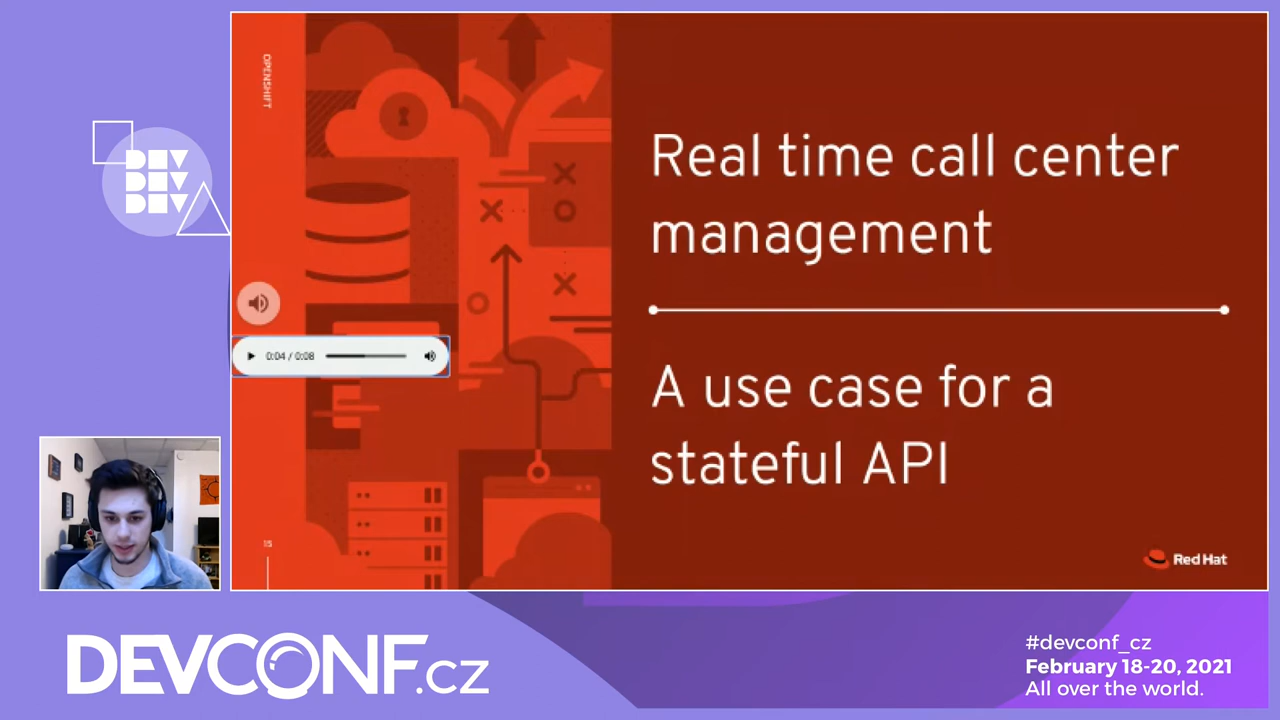 OPENSHIFT
Real time call center
management
A use case for a
stateful API
0:04 / 0:08
15
Red Hat
DEV
DEV
DEV
DEVCONF.cz
#devconf_cz
February 18-20, 2021
All over the world.